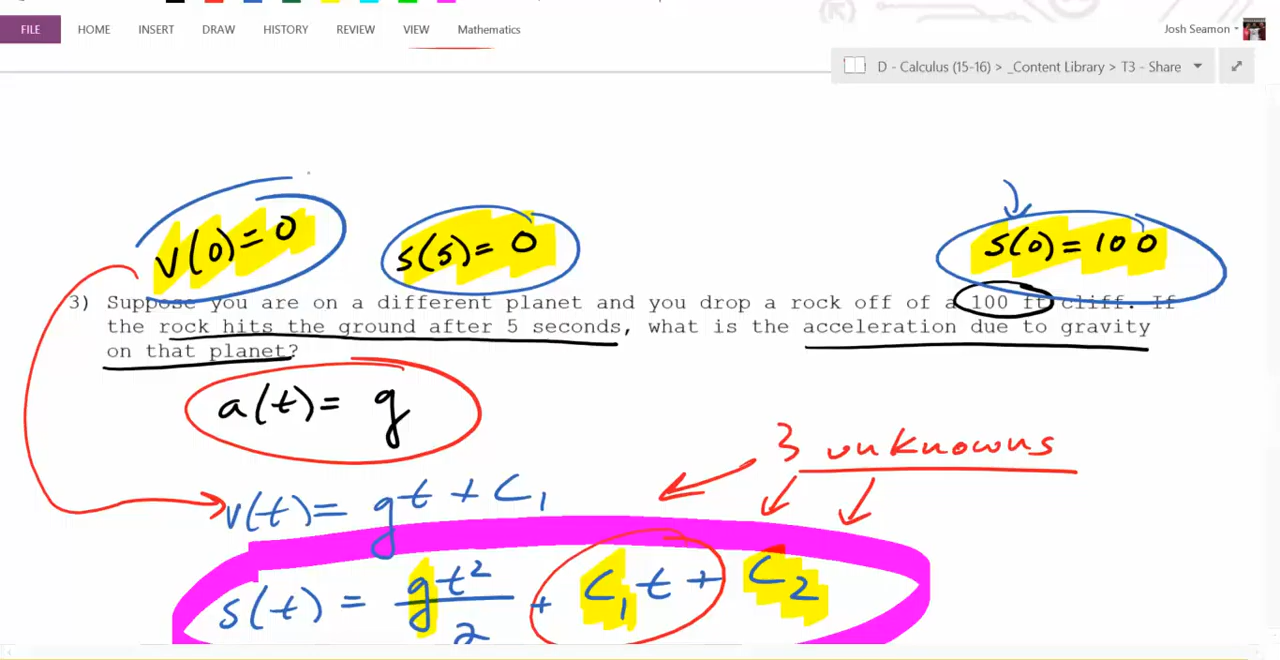 FILE HOME INSERT DRAW HISTORY REVIEW VIEW Mathematics Josh Seamon
D - Calculus (15-16) > _Content Library > T3 - Share
v(0)=0 s(5)=0 s(0)=100
3) Suppose you are on a different planet and you drop a rock off of a 100 ft cliff. If
the rock hits the ground after 5 seconds, what is the acceleration due to gravity
on that planet?
a(t)= g
3 unknowns
v(t)= gt + C₁
s(t) = gt²/2 + C₁t + C₂